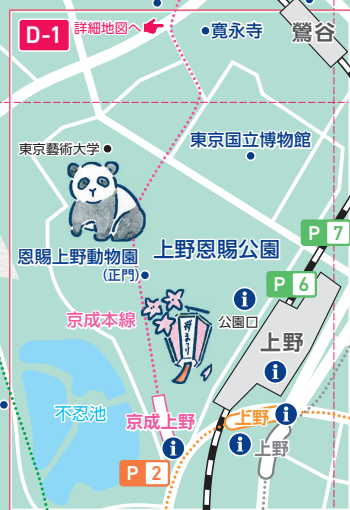 D-1
詳細地図へ
寛永寺
鶯谷
東京藝術大学
東京国立博物館
恩賜上野動物園
(正門)
上野恩賜公園
P 7
P 6
京成本線
公園口
上野
不忍池
京成上野
上野
上野
P 2